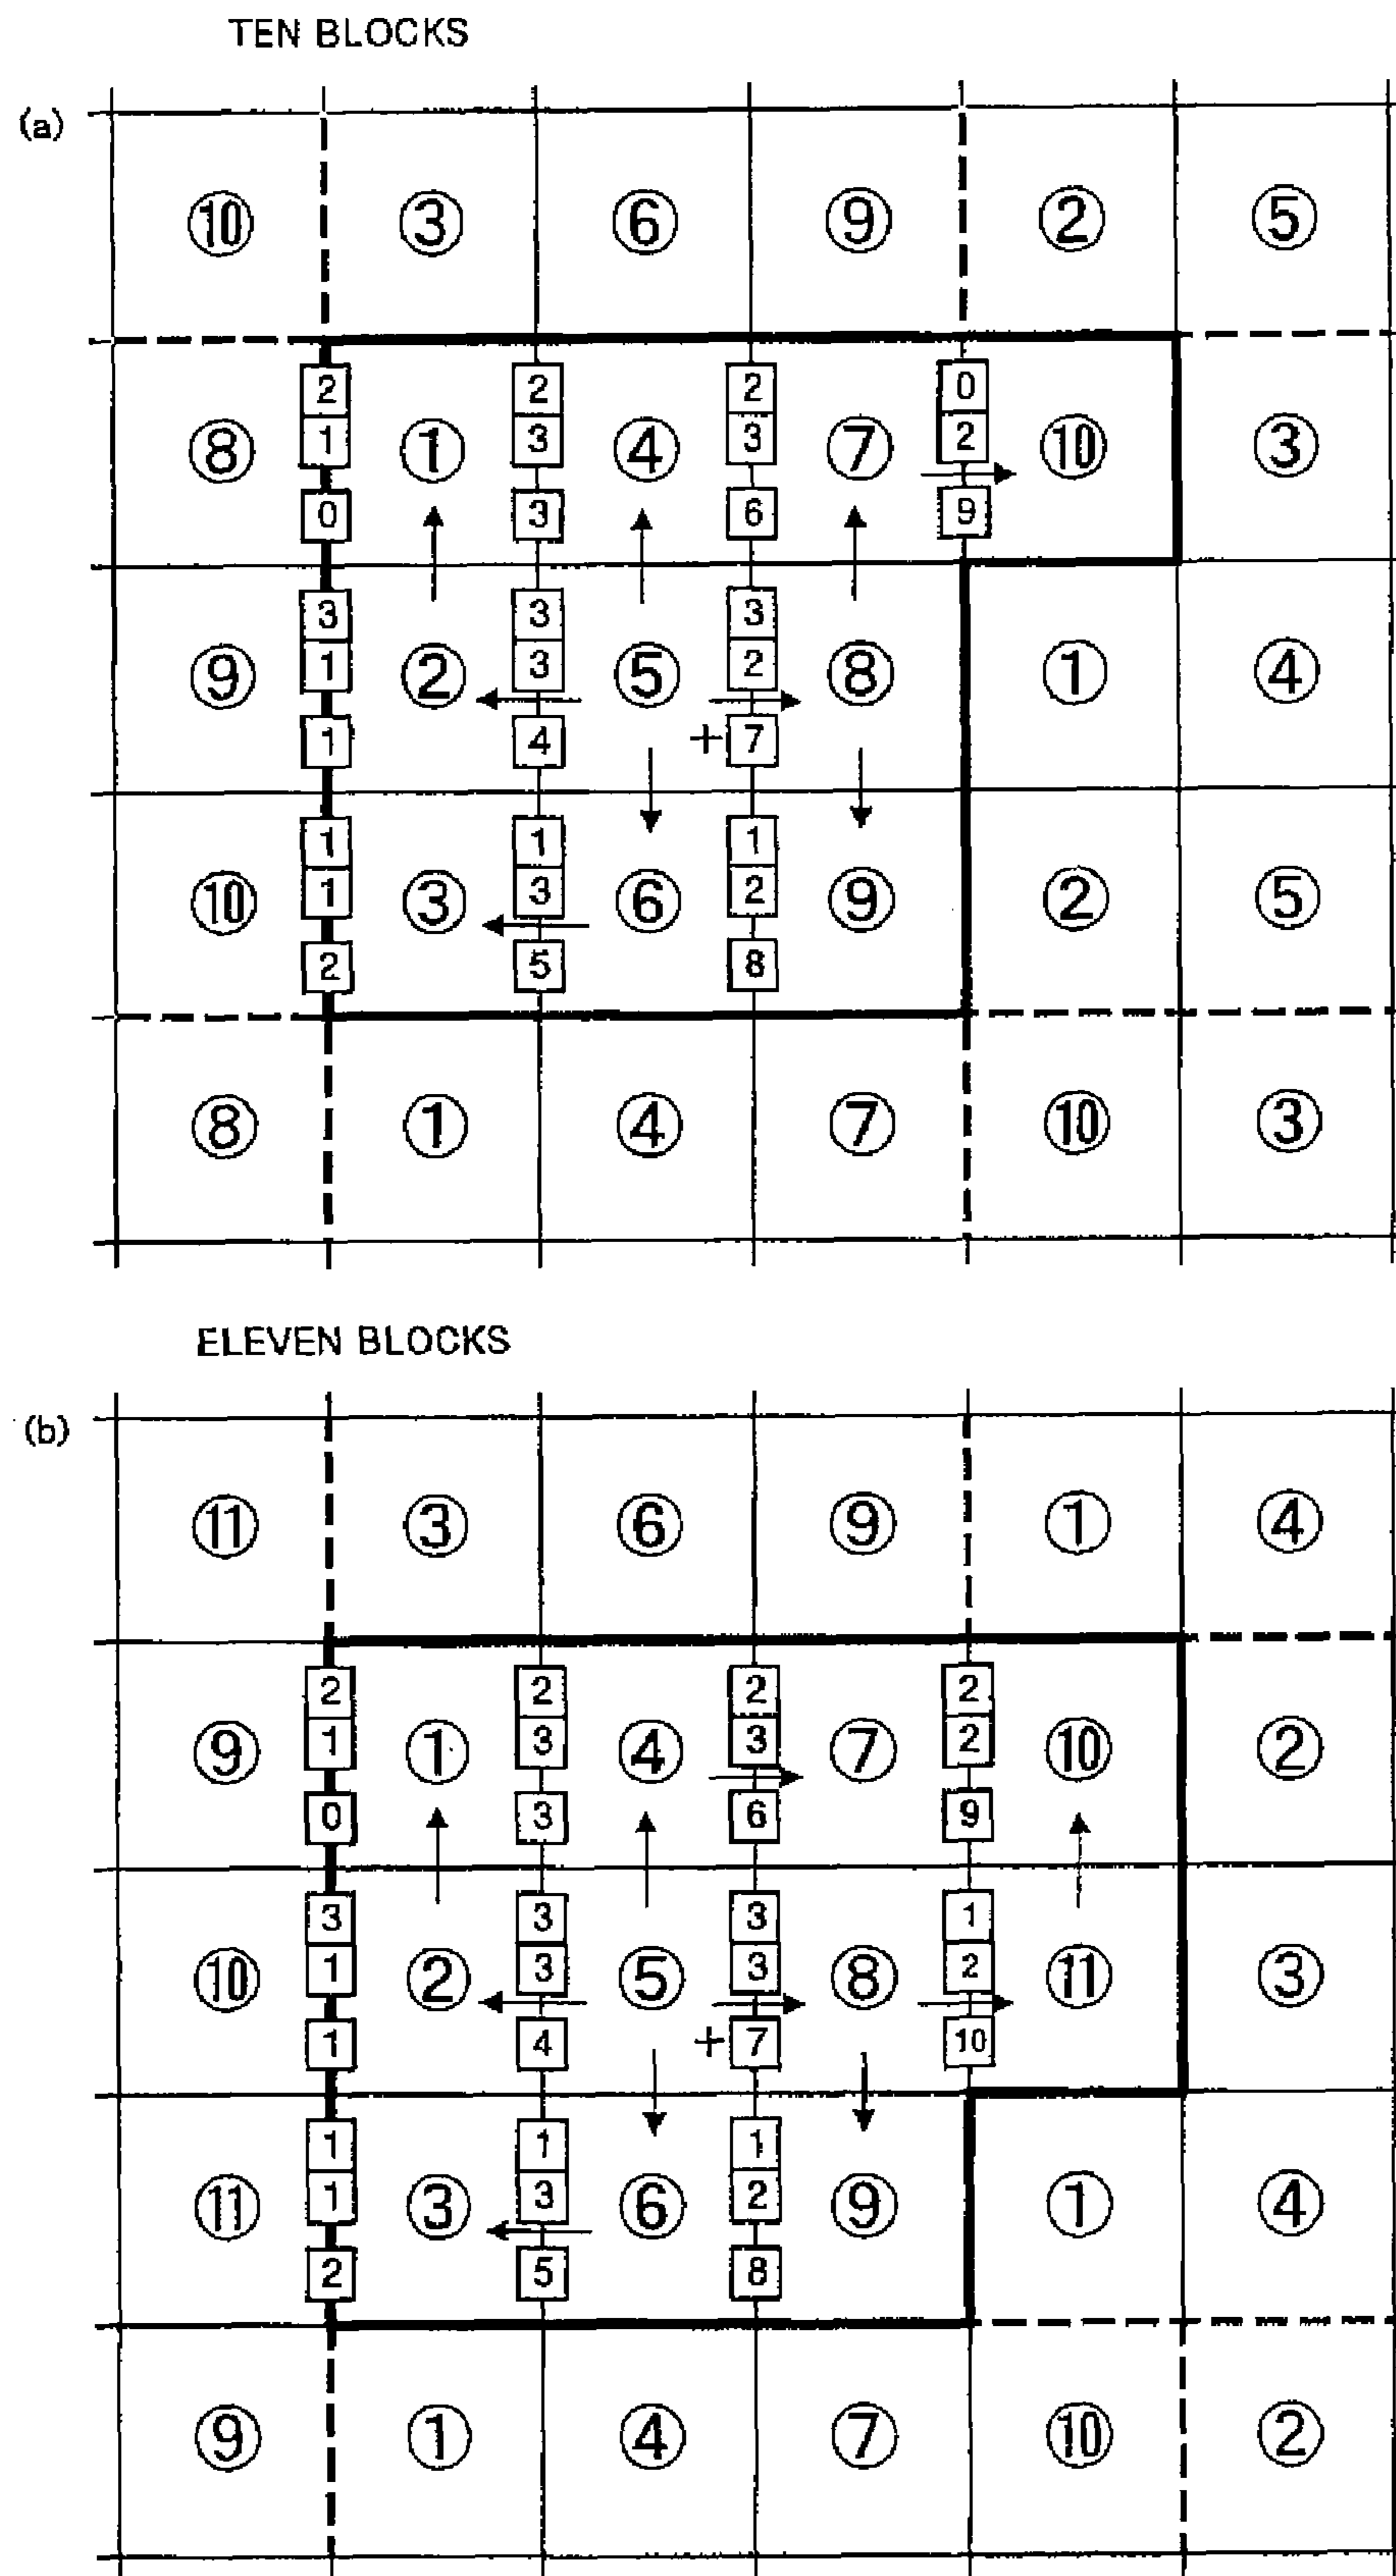 TEN BLOCKS
(a)
⑩ ③ ⑥ ⑨ ② ⑤
2 2 2 0
⑧ 1 ① 3 ④ 3 ⑦ 2 ⑩ ③
0 3 6 9
3 3 3
⑨ 1 ② 3 ⑤ 2 ⑧ ① ④
1 4 + 7
1 1 1
⑩ 1 ③ 3 ⑥ 2 ⑨ ② ⑤
2 5 8
⑧ ① ④ ⑦ ⑩ ③
ELEVEN BLOCKS
(b)
⑪ ③ ⑥ ⑨ ① ④
2 2 2 2
⑨ 1 ① 3 ④ 3 ⑦ 2 ⑩ ②
0 3 6 9
3 3 3 1
⑩ 1 ② 3 ⑤ 3 ⑧ 2 ⑪ ③
1 4 + 7 10
1 1 1
⑪ 1 ③ 3 ⑥ 2 ⑨ ① ④
2 5 8
⑨ ① ④ ⑦ ⑩ ②